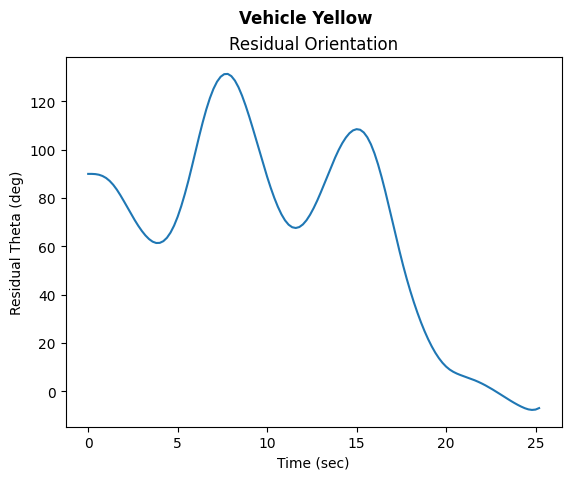 Vehicle Yellow
Residual Orientation
120
100
80
60
40
20
0
Residual Theta (deg)
0 5 10 15 20 25
Time (sec)